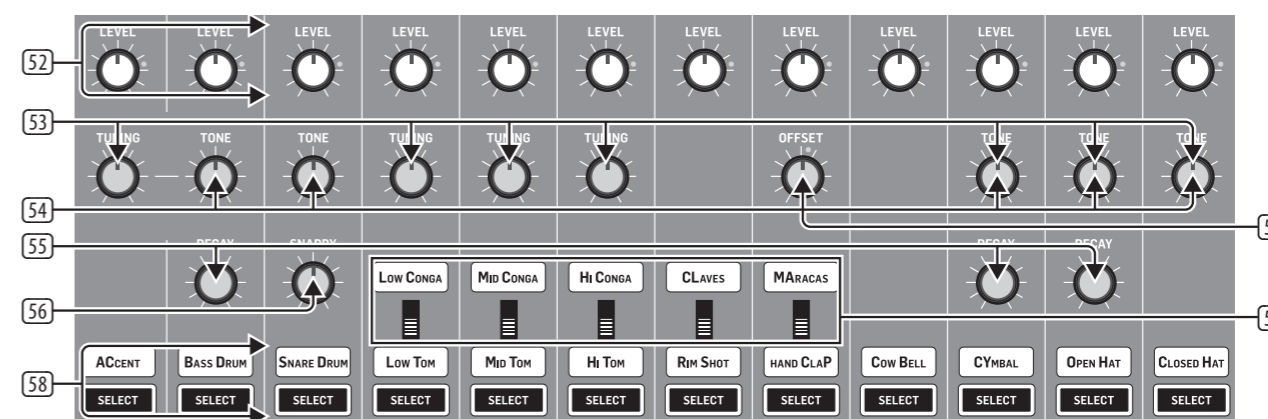 LEVEL LEVEL LEVEL LEVEL LEVEL LEVEL LEVEL LEVEL LEVEL LEVEL LEVEL LEVEL
52
53
TUNING TONE TONE TUNING TUNING TUNING OFFSET TONE TONE TONE
54
55
DECAY SNAPPY DECAY DECAY
LOW CONGA MID CONGA HI CONGA CLAVES MARACAS
56
ACCENT BASS DRUM SNARE DRUM LOW TOM MID TOM HI TOM RIM SHOT HAND CLAP COW BELL CYMBAL OPEN HAT CLOSED HAT
58
SELECT SELECT SELECT SELECT SELECT SELECT SELECT SELECT SELECT SELECT SELECT SELECT